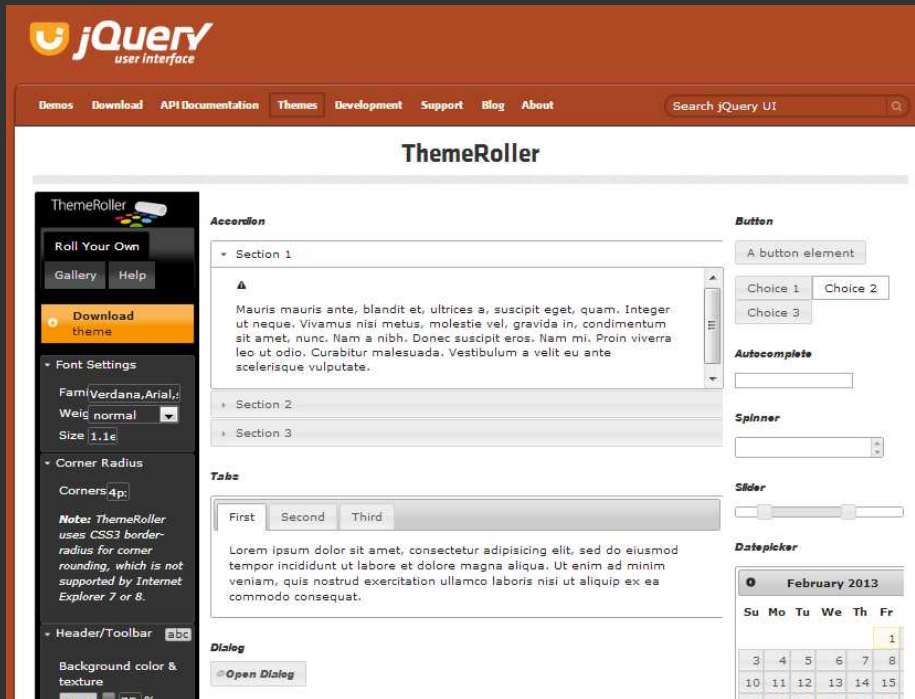 jQuery
user interface
Demos Download API Documentation Themes Development Support Blog About Search jQuery UI
ThemeRoller
ThemeRoller
Roll Your Own
Gallery Help
Download
theme
Font Settings
Fami Verdana,Arial,
Weig normal
Size 1.1e
Corner Radius
Corners 4p
Note: ThemeRoller
uses CSS3 border-
radius for corner
rounding, which is not
supported by Internet
Explorer 7 or 8.
Header/Toolbar abc
Background color &
texture
%
Accordion
Section 1
Mauris mauris ante, blandit et, ultrices a, suscipit eget, quam. Integer
ut neque. Vivamus nisi metus, molestie vel, gravida in, condimentum
sit amet, nunc. Nam a nibh. Donec suscipit eros. Nam mi. Proin viverra
leo ut odio. Curabitur malesuada. Vestibulum a velit eu ante
scelerisque vulputate.
Section 2
Section 3
Tabs
First Second Third
Lorem ipsum dolor sit amet, consectetur adipisicing elit, sed do eiusmod
tempor incididunt ut labore et dolore magna aliqua. Ut enim ad minim
veniam, quis nostrud exercitation ullamco laboris nisi ut aliquip ex ea
commodo consequat.
Dialog
Open Dialog
Button
A button element
Choice 1 Choice 2
Choice 3
Autocomplete
Spinner
Slider
Datepicker
February 2013
Su Mo Tu We Th Fr
1
3 4 5 6 7 8
10 11 12 13 14 15